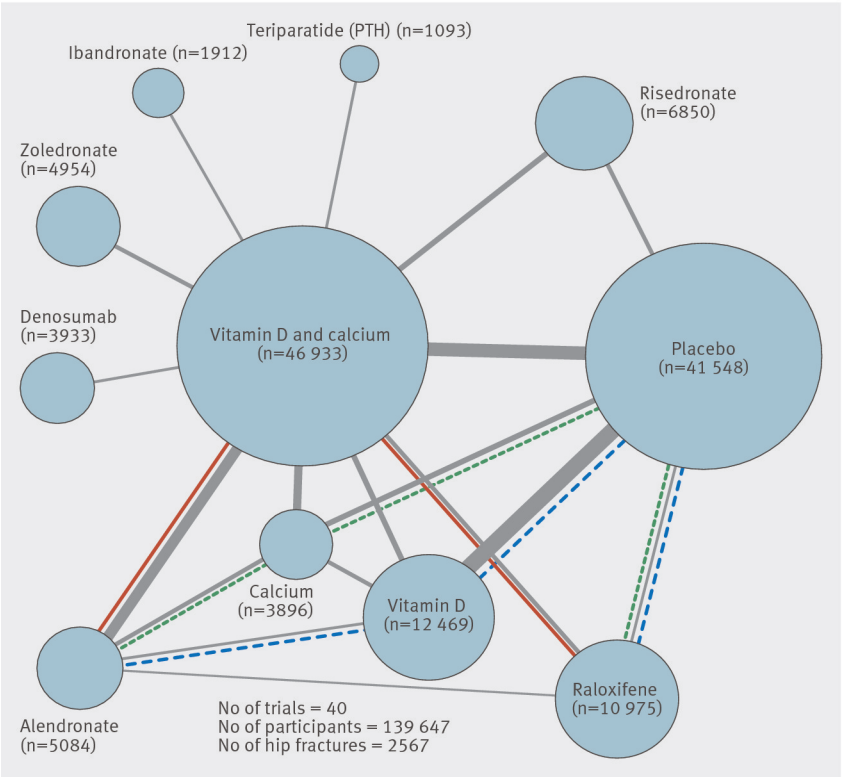 Teriparatide (PTH) (n=1093)
Ibandronate (n=1912)
Risedronate
(n=6850)
Zoledronate
(n=4954)
Denosumab
(n=3933)
Vitamin D and calcium
(n=46 933)
Placebo
(n=41 548)
Calcium
(n=3896)
Vitamin D
(n=12 469)
Raloxifene
(n=10 975)
Alendronate
(n=5084)
No of trials = 40
No of participants = 139 647
No of hip fractures = 2567